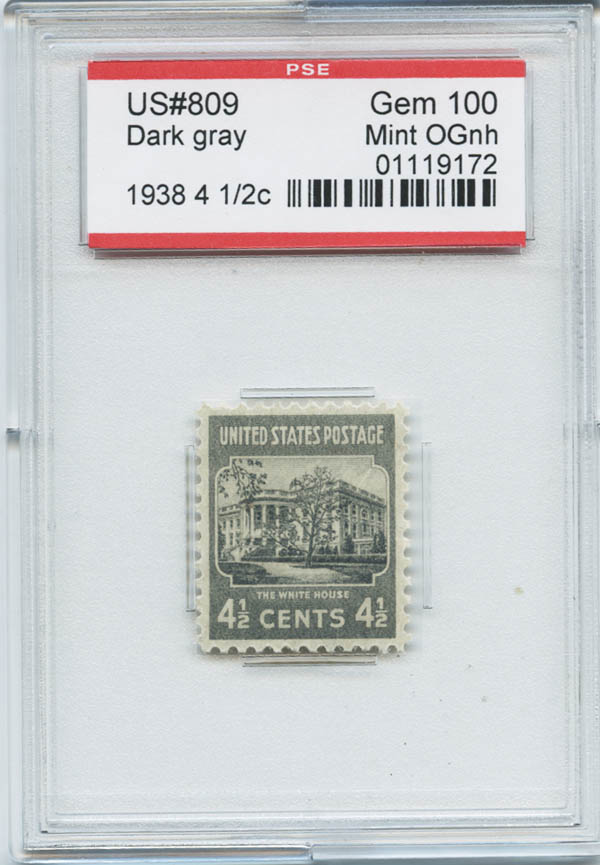 PSE
US#809 Gem 100
Dark gray Mint OGnh
01119172
1938 4 1/2c
UNITED STATES POSTAGE
THE WHITE HOUSE
4½ CENTS 4½